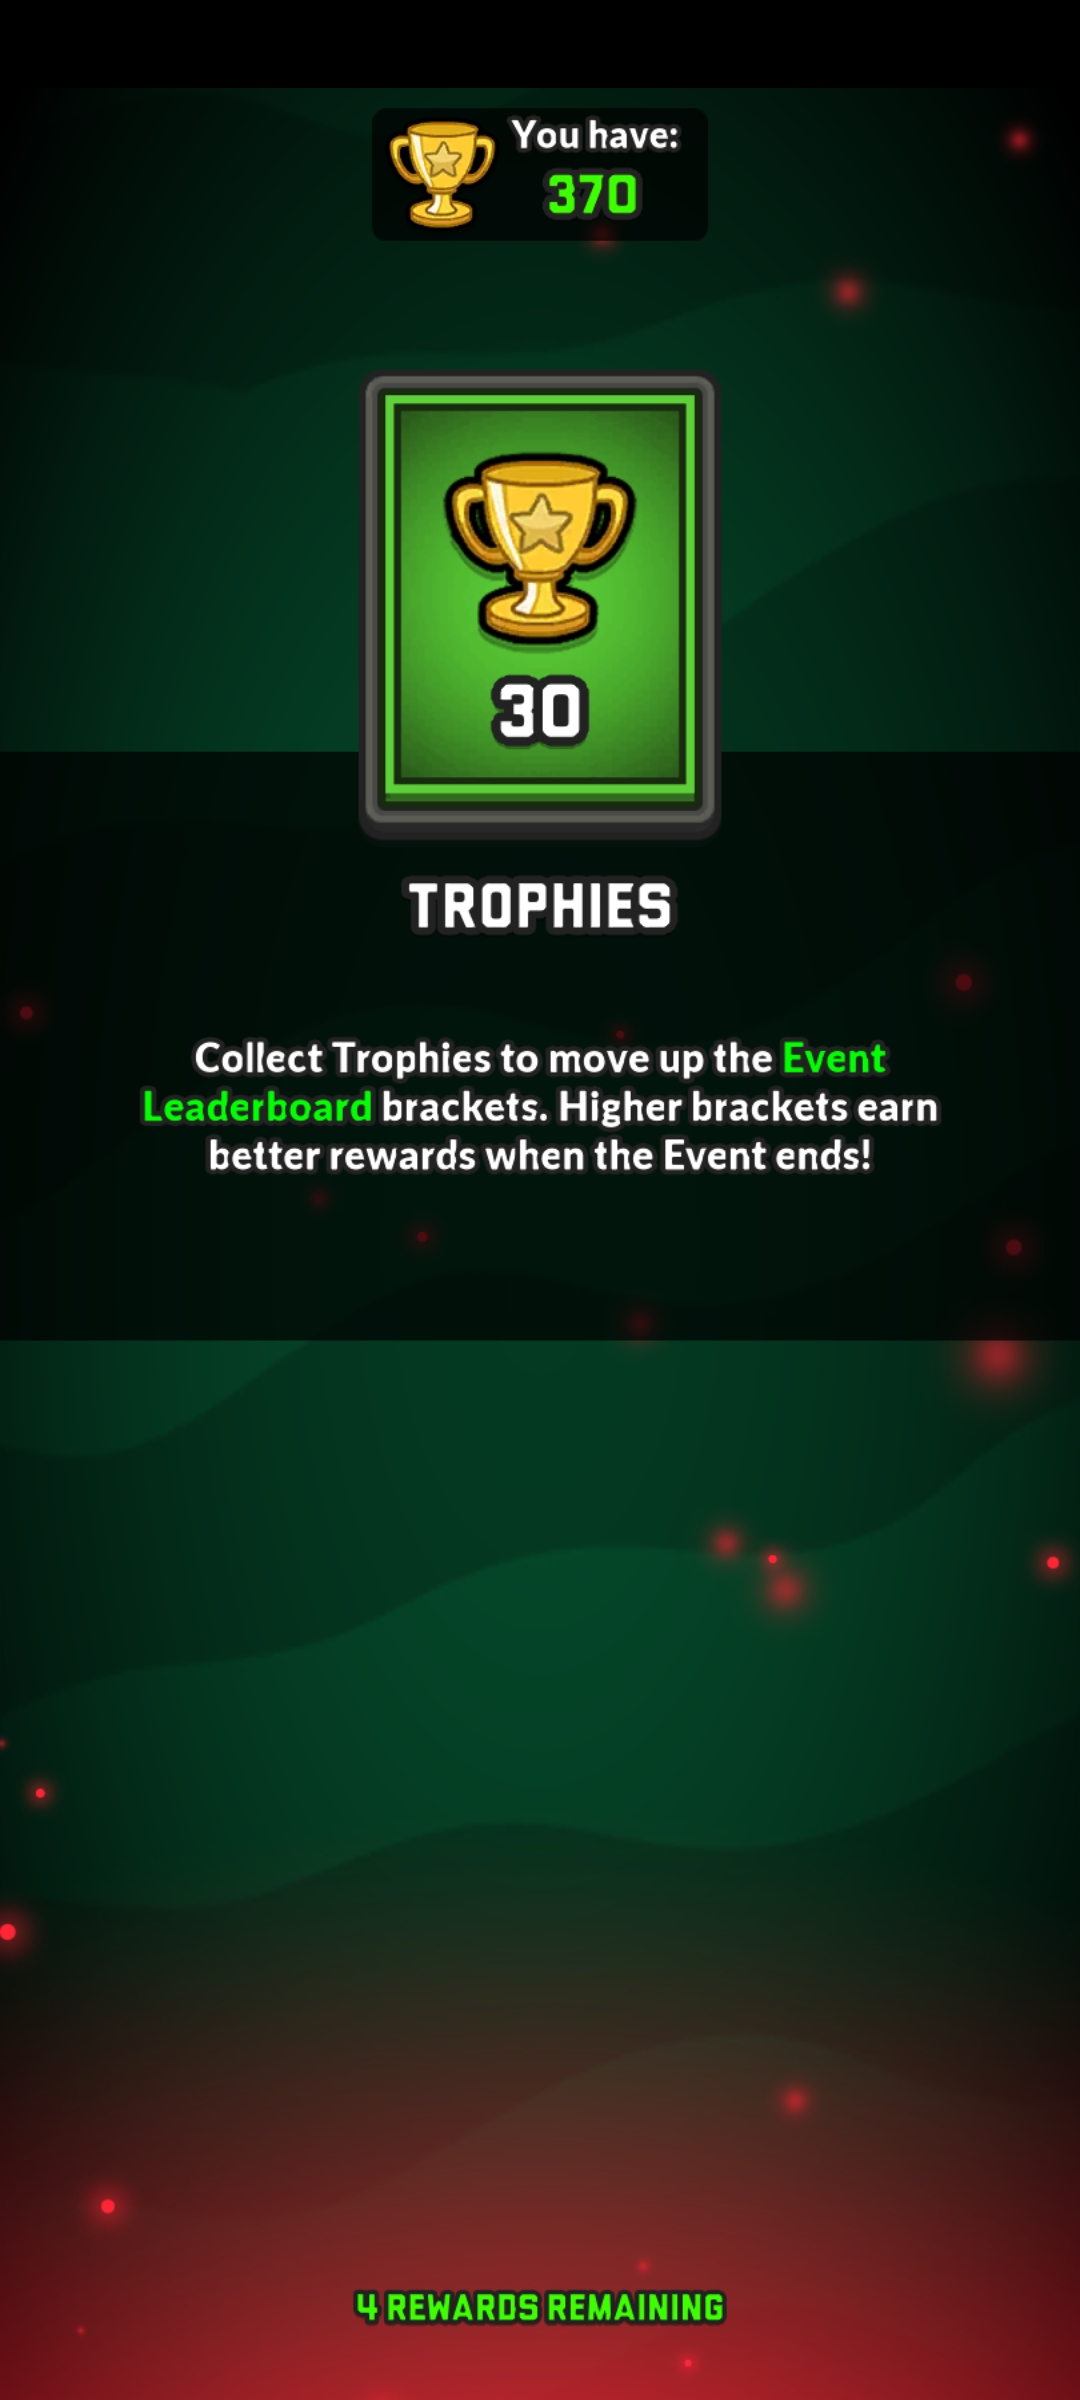 You have:
370
30
TROPHIES
Collect Trophies to move up the Event
Leaderboard brackets. Higher brackets earn
better rewards when the Event ends!
4 REWARDS REMAINING